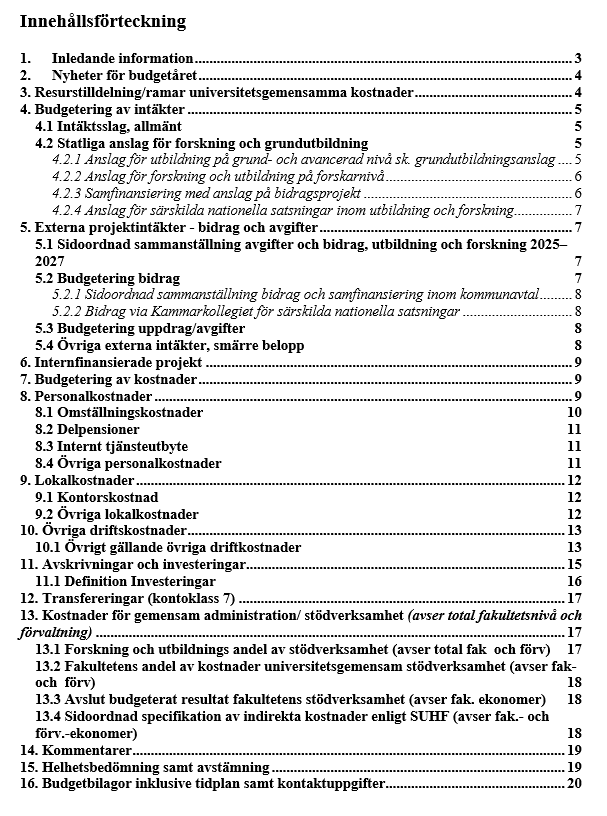 Innehållsförteckning
1. Inledande information 3
2. Nyheter för budgetåret 4
3. Resurstilldelning/ramar universitetsgemensamma kostnader 4
4. Budgetering av intäkter 5
4.1 Intäktsslag, allmänt 5
4.2 Statliga anslag för forskning och grundutbildning 5
4.2.1 Anslag för utbildning på grund- och avancerad nivå sk. grundutbildningsanslag 5
4.2.2 Anslag för forskning och utbildning på forskarnivå 6
4.2.3 Samfinansiering med anslag på bidragsprojekt 6
4.2.4 Anslag för särskilda nationella satsningar inom utbildning och forskning 7
5. Externa projektintäkter - bidrag och avgifter 7
5.1 Sidoordnad sammanställning avgifter och bidrag, utbildning och forskning 2025–
2027 7
5.2 Budgetering bidrag 7
5.2.1 Sidoordnad sammanställning bidrag och samfinansiering inom kommunavtal 8
5.2.2 Bidrag via Kammarkollegiet för särskilda nationella satsningar 8
5.3 Budgetering uppdrag/avgifter 8
5.4 Övriga externa intäkter, smärre belopp 8
6. Internfinansierade projekt 9
7. Budgetering av kostnader 9
8. Personalkostnader 9
8.1 Omställningskostnader 10
8.2 Delpensioner 11
8.3 Internt tjänsteutbyte 11
8.4 Övriga personalkostnader 11
9. Lokalkostnader 12
9.1 Kontorskostnad 12
9.2 Övriga lokalkostnader 12
10. Övriga driftskostnader 13
10.1 Övrigt gällande övriga driftkostnader 13
11. Avskrivningar och investeringar 15
11.1 Definition Investeringar 16
12. Transfereringar (kontoklass 7) 17
13. Kostnader för gemensam administration/ stödverksamhet (avser total fakultetsnivå och
förvaltning) 17
13.1 Forskning och utbildnings andel av stödverksamhet (avser total fak och förv) 17
13.2 Fakultetens andel av kostnader universitetsgemensam stödverksamhet (avser fak-
och förv) 18
13.3 Avslut budgeterat resultat fakultetens stödverksamhet (avser fak. ekonomer) 18
13.4 Sidoordnad specifikation av indirekta kostnader enligt SUHF (avser fak.- och
förv.-ekonomer) 18
14. Kommentarer 19
15. Helhetsbedömning samt avstämning 19
16. Budgetbilagor inklusive tidplan samt kontaktuppgifter 20